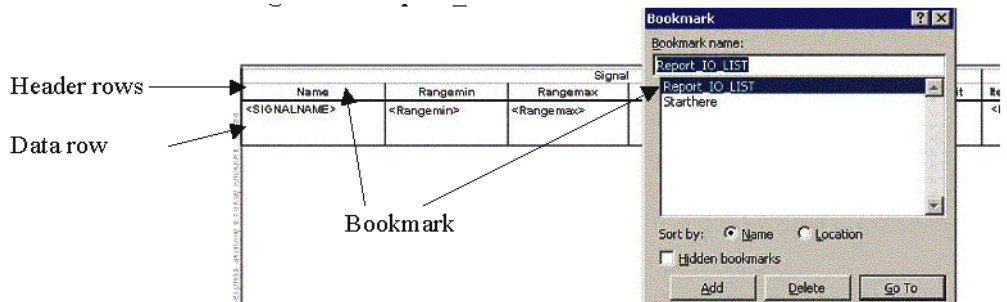 Bookmark
Bookmark name:
Report_IO_LIST
Report_IO_LIST
Starthere
Sort by: Name Location
Hidden bookmarks
Add Delete Go To
Signal
Header rows
Name Rangemin Rangemax
<SIGNALNAME> <Rangemin> <Rangemax>
Data row
Bookmark